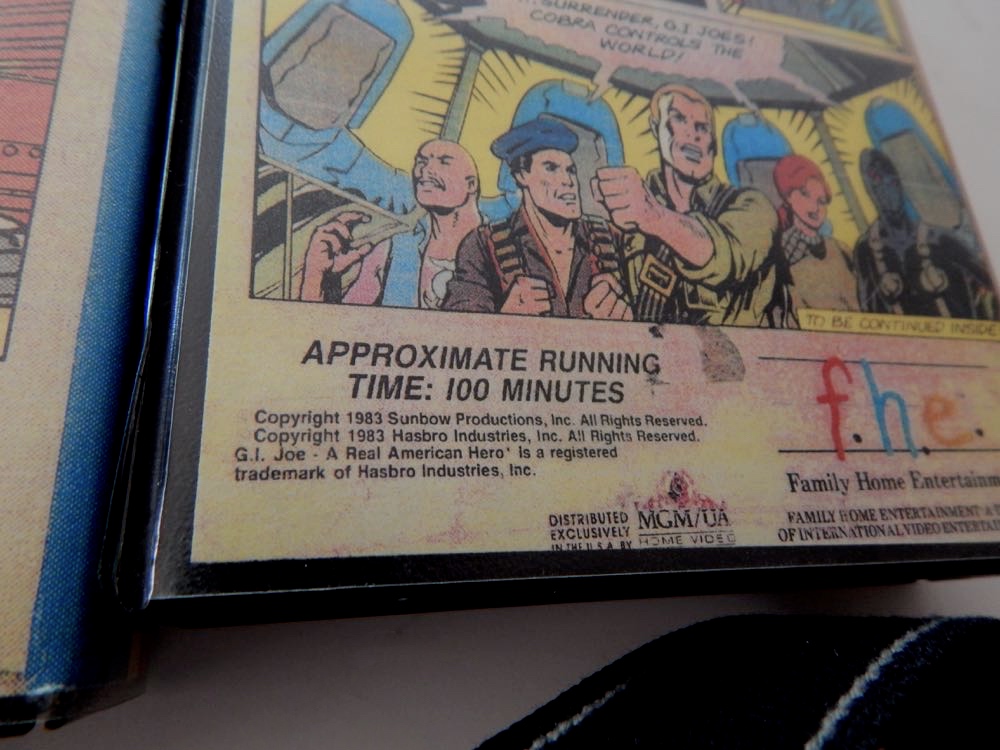 SURRENDER, G.I. JOES!
COBRA CONTROLS THE
WORLD!
TO BE CONTINUED INSIDE
APPROXIMATE RUNNING
TIME: 100 MINUTES
Copyright 1983 Sunbow Productions, Inc. All Rights Reserved.
Copyright 1983 Hasbro Industries, Inc. All Rights Reserved.
G.I. Joe - A Real American Hero' is a registered
trademark of Hasbro Industries, Inc.
DISTRIBUTED
EXCLUSIVELY
IN THE U.S.A. BY
MGM/UA
HOME VIDEO
f.h.e.
Family Home Entertainm
FAMILY HOME ENTERTAINMENT
OF INTERNATIONAL VIDEO ENTERTAI